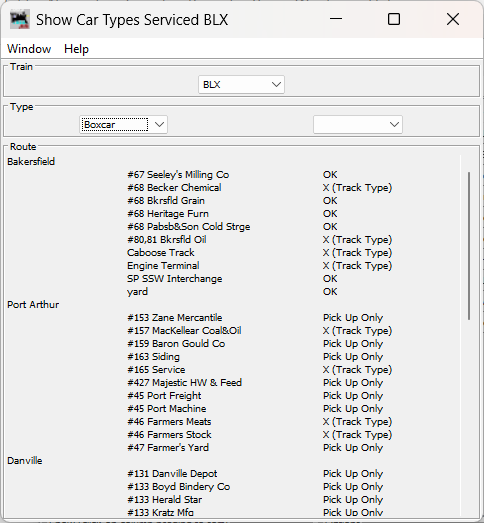 Show Car Types Serviced BLX
Window Help
Train
BLX
Type
Boxcar
Route
Bakersfield
#67 Seeley's Milling Co OK
#68 Becker Chemical X (Track Type)
#68 Bkrsfld Grain OK
#68 Heritage Furn OK
#68 Pabsb&Son Cold Strge OK
#80,81 Bkrsfld Oil X (Track Type)
Caboose Track X (Track Type)
Engine Terminal X (Track Type)
SP SSW Interchange OK
yard OK
Port Arthur
#153 Zane Mercantile Pick Up Only
#157 MacKellear Coal&Oil X (Track Type)
#159 Baron Gould Co Pick Up Only
#163 Siding Pick Up Only
#165 Service X (Track Type)
#427 Majestic HW & Feed Pick Up Only
#45 Port Freight Pick Up Only
#45 Port Machine Pick Up Only
#46 Farmers Meats X (Track Type)
#46 Farmers Stock X (Track Type)
#47 Farmer's Yard Pick Up Only
Danville
#131 Danville Depot Pick Up Only
#133 Boyd Bindery Co Pick Up Only
#133 Herald Star Pick Up Only
#133 Kratz Mfg Pick Up Only